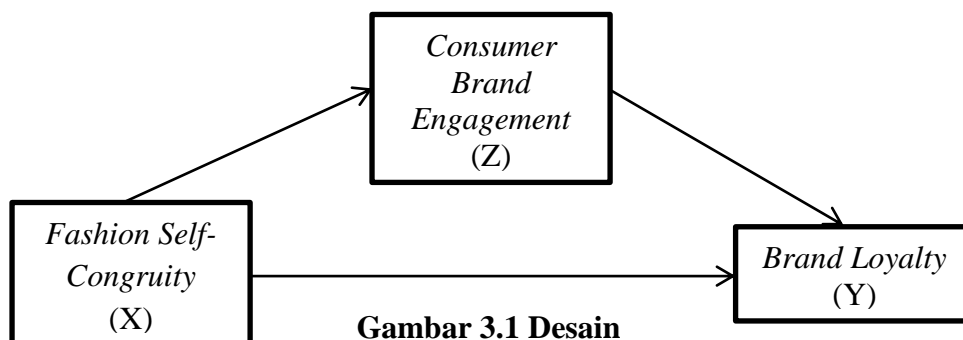 Consumer
Brand
Engagement
(Z)
Fashion Self-
Congruity
(X)
Brand Loyalty
(Y)
Gambar 3.1 Desain